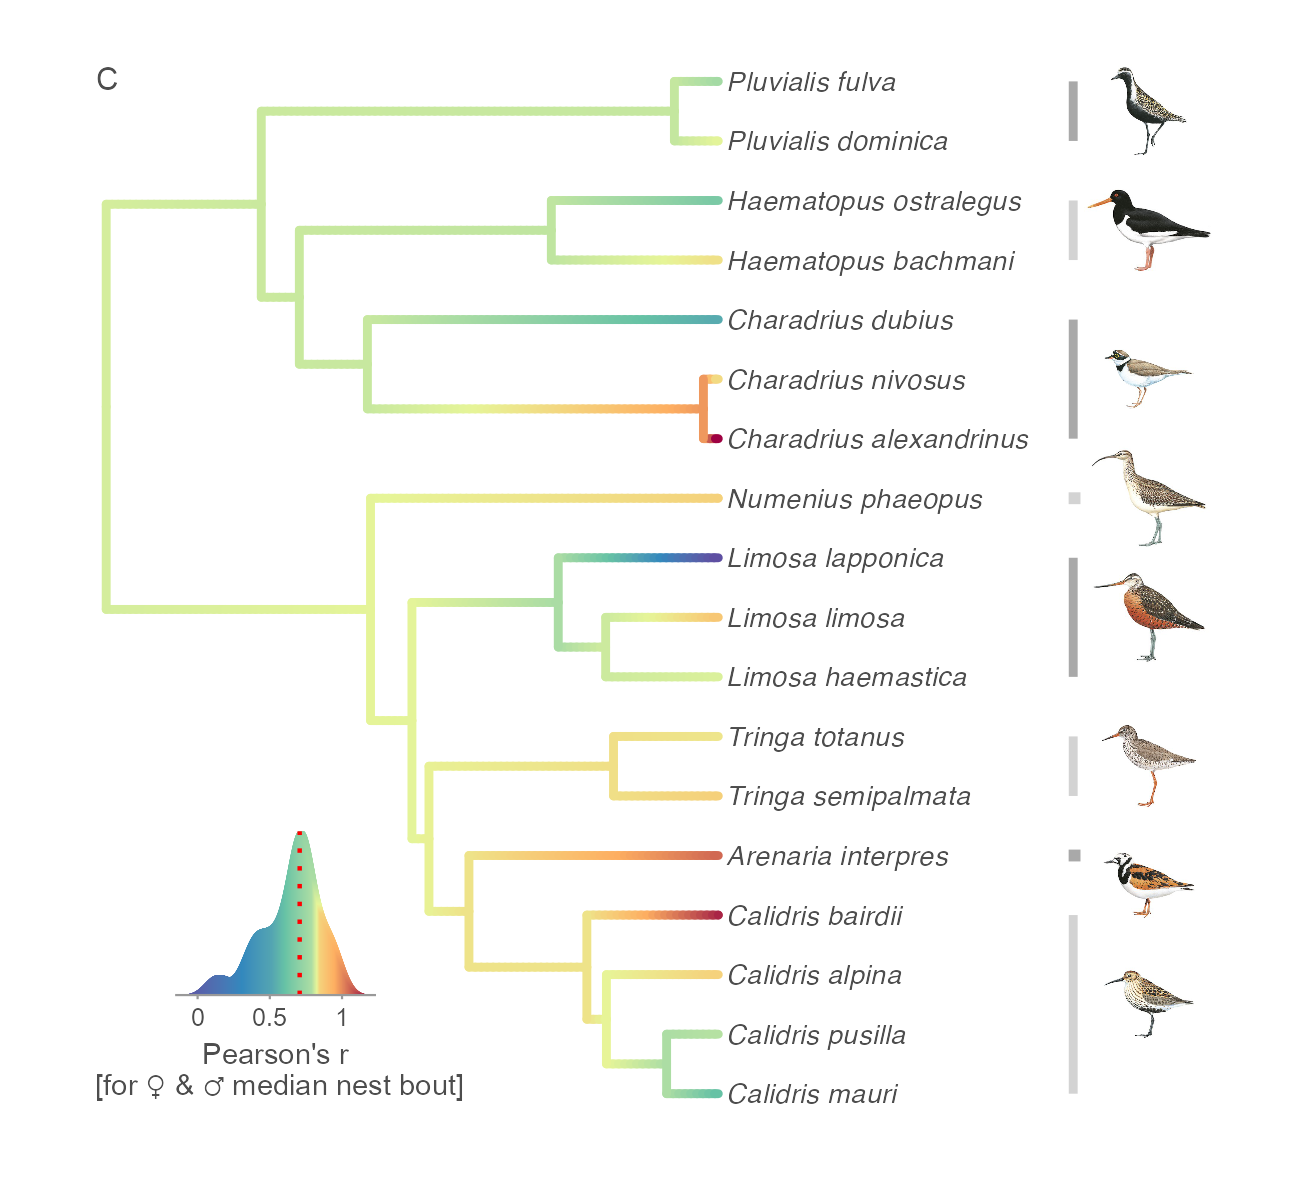 C
Pluvialis fulva
Pluvialis dominica
Haematopus ostralegus
Haematopus bachmani
Charadrius dubius
Charadrius nivosus
Charadrius alexandrinus
Numenius phaeopus
Limosa lapponica
Limosa limosa
Limosa haemastica
Tringa totanus
Tringa semipalmata
Arenaria interpres
Calidris bairdii
Calidris alpina
Calidris pusilla
Calidris mauri
0 0.5 1
Pearson's r
[for ♀ & ♂ median nest bout]